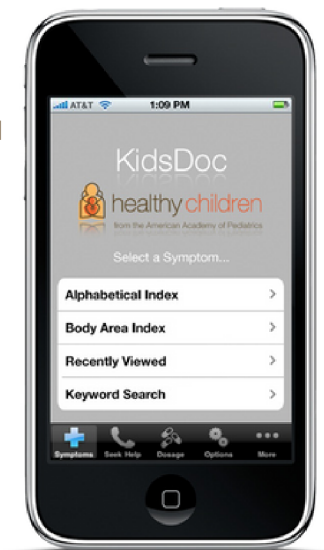 AT&T 1:09 PM
KidsDoc
healthy children
from the American Academy of Pediatrics
Select a Symptom...
Alphabetical Index
Body Area Index
Recently Viewed
Keyword Search
Symptoms Seek Help Dosage Options More